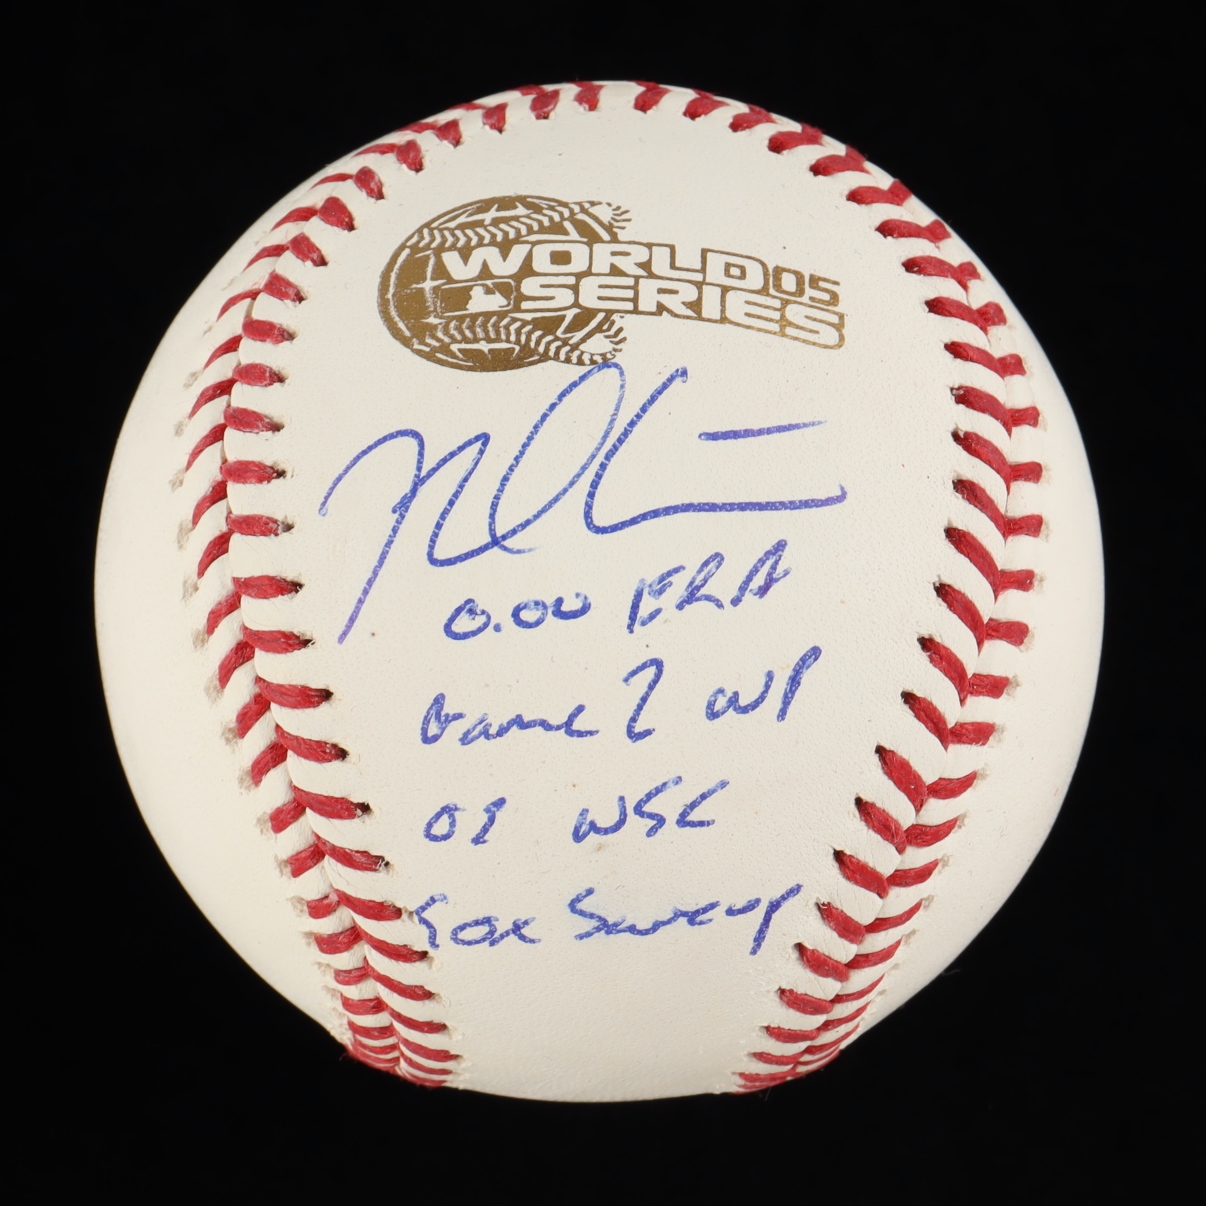 WORLD 05
SERIES
0.00 ERA
Game 2 WP
05 WSC
Sox Sweep